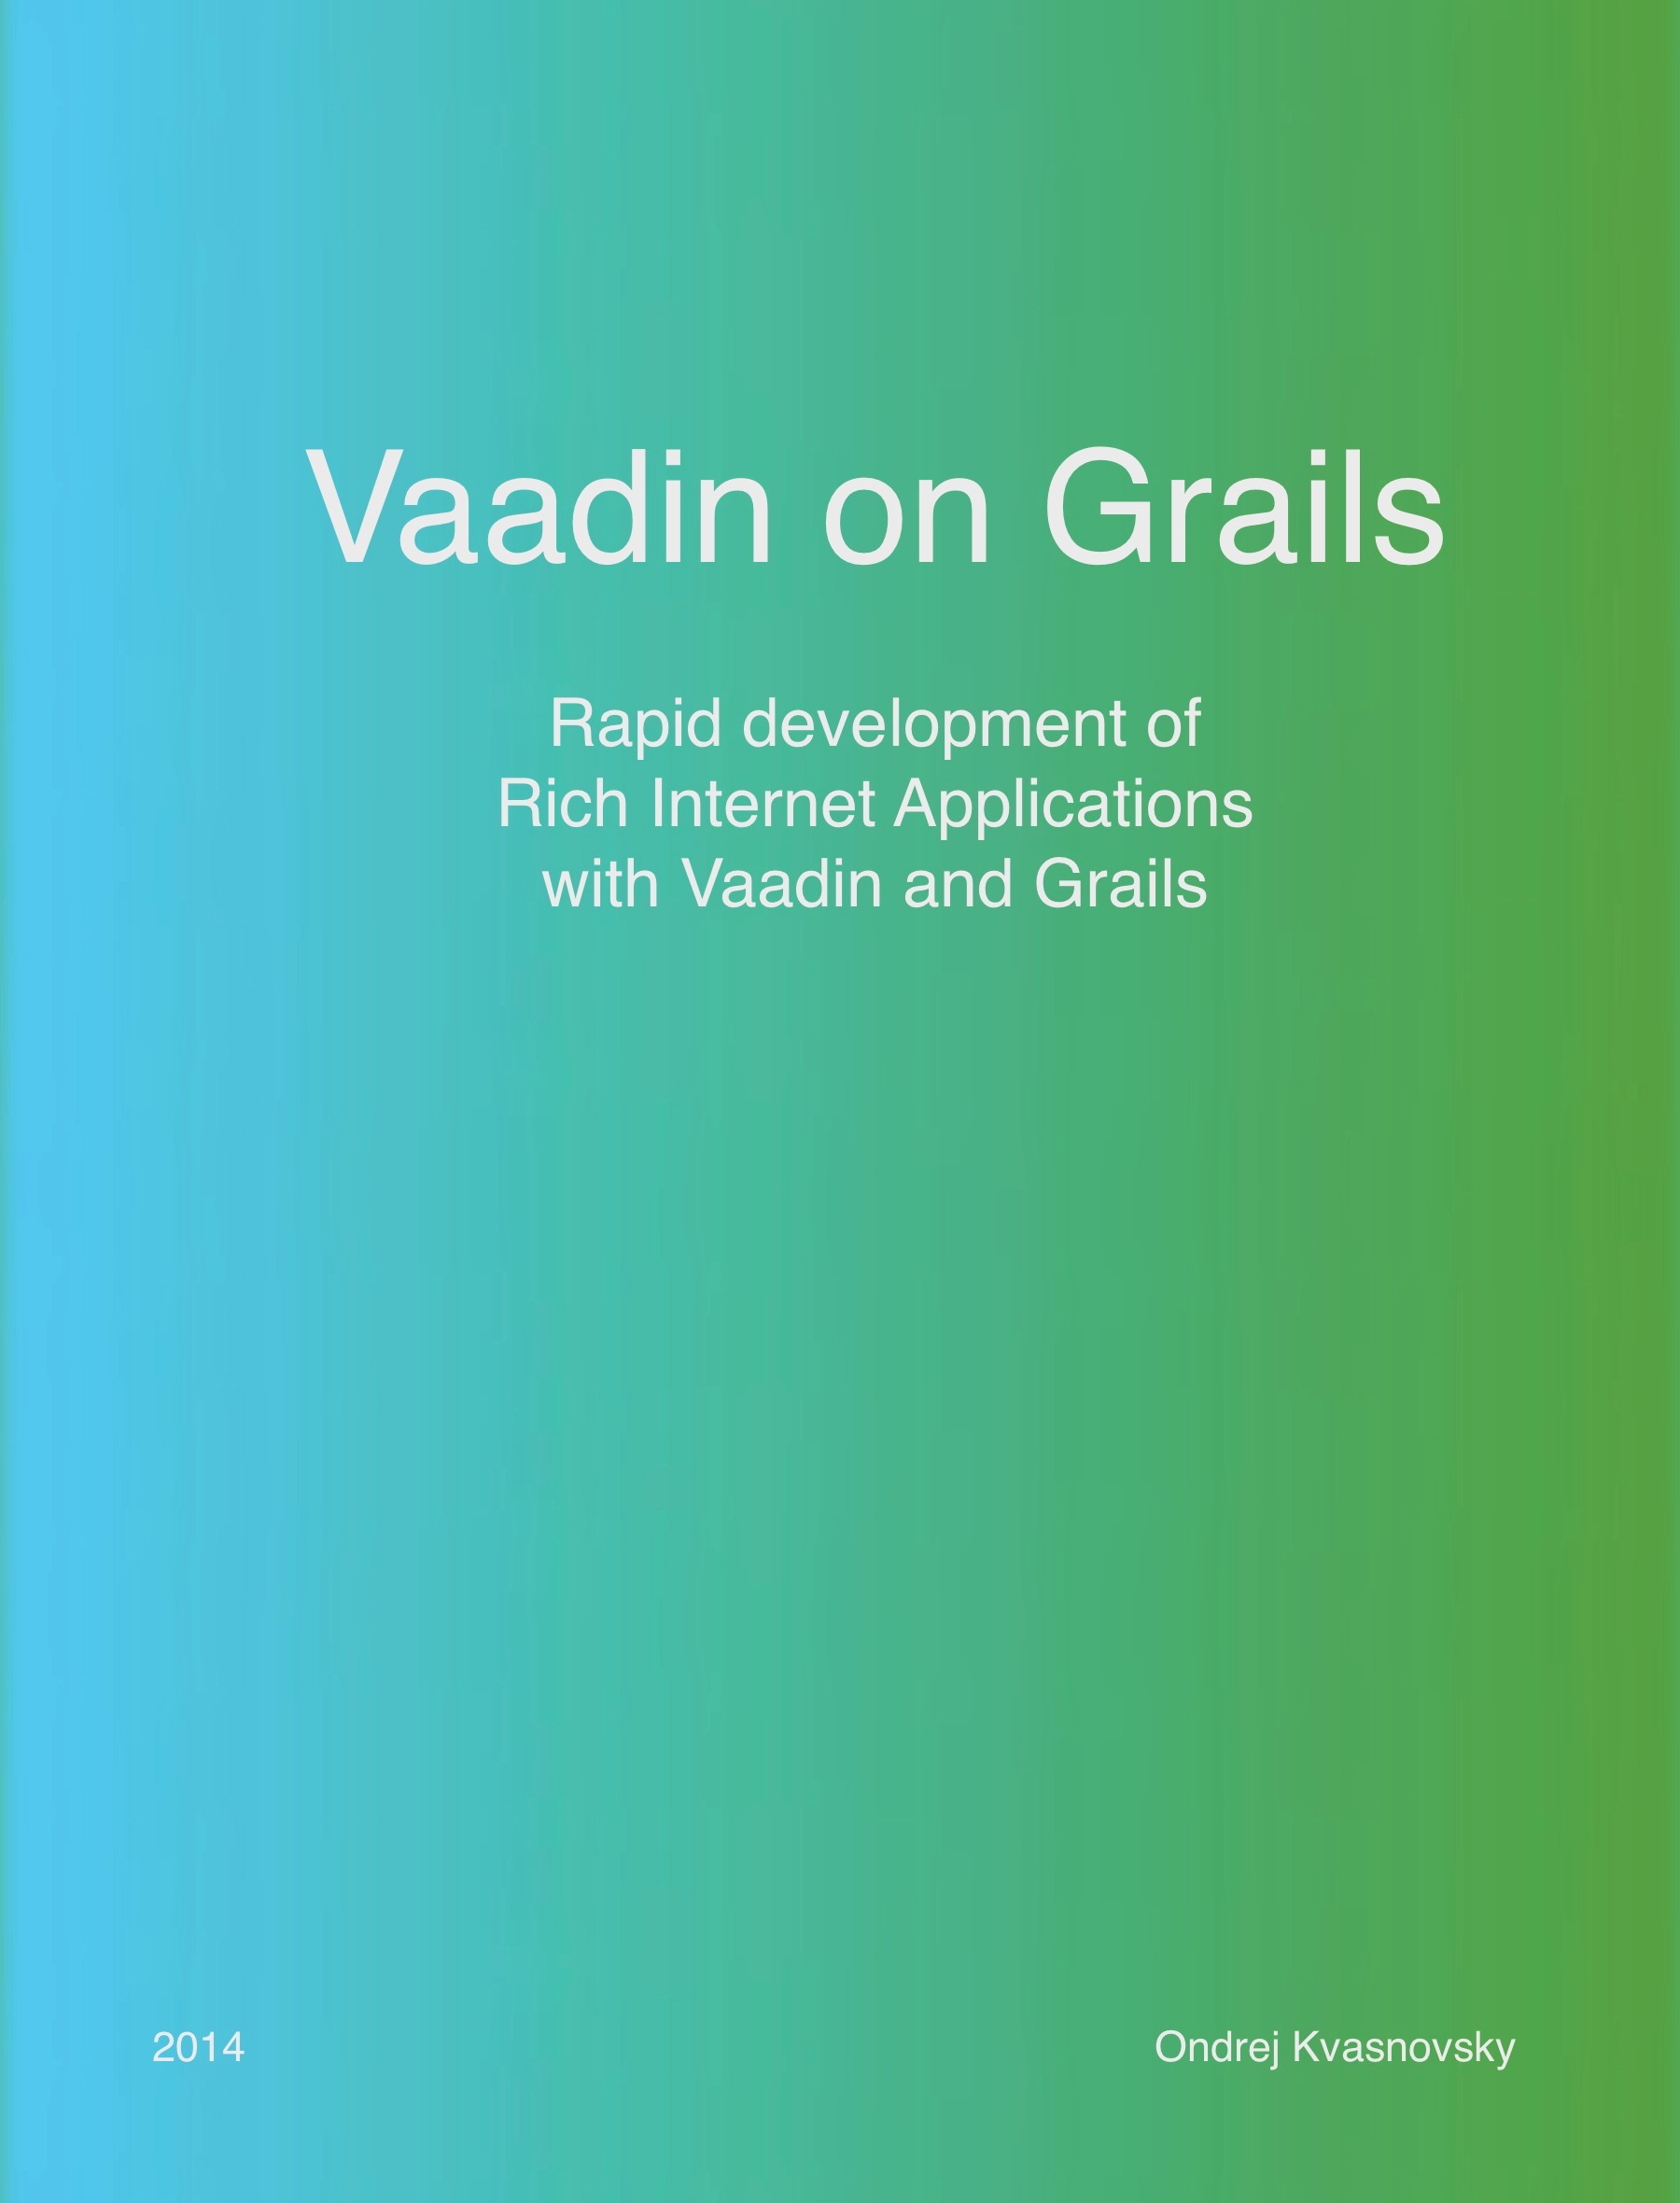 Vaadin on Grails
Rapid development of
Rich Internet Applications
with Vaadin and Grails
2014
Ondrej Kvasnovsky